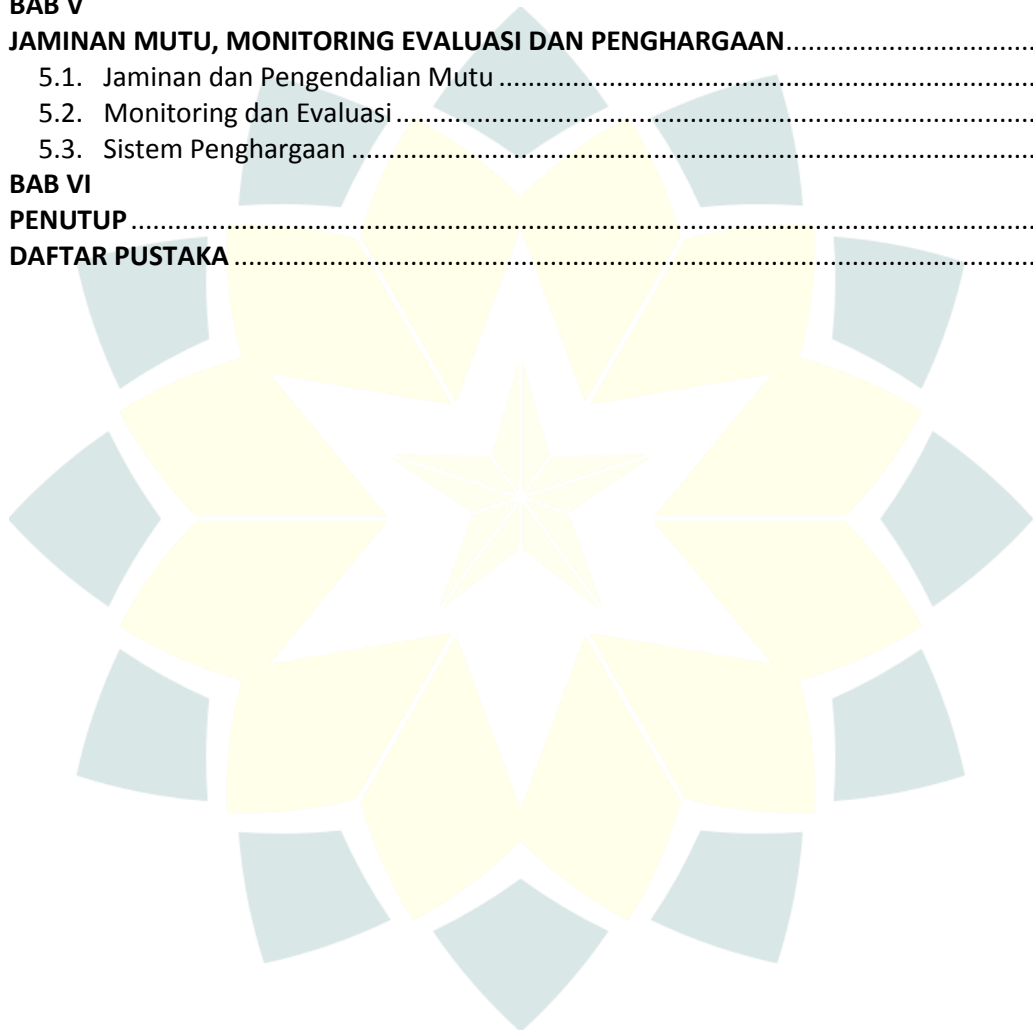 BAB V
JAMINAN MUTU, MONITORING EVALUASI DAN PENGHARGAAN
5.1. Jaminan dan Pengendalian Mutu
5.2. Monitoring dan Evaluasi
5.3. Sistem Penghargaan
BAB VI
PENUTUP
DAFTAR PUSTAKA